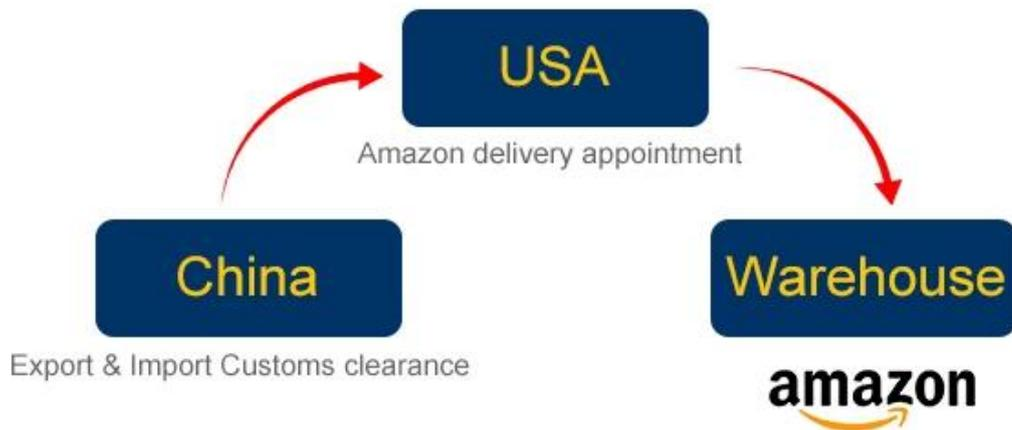 USA
Amazon delivery appointment
China
Export & Import Customs clearance
Warehouse
amazon